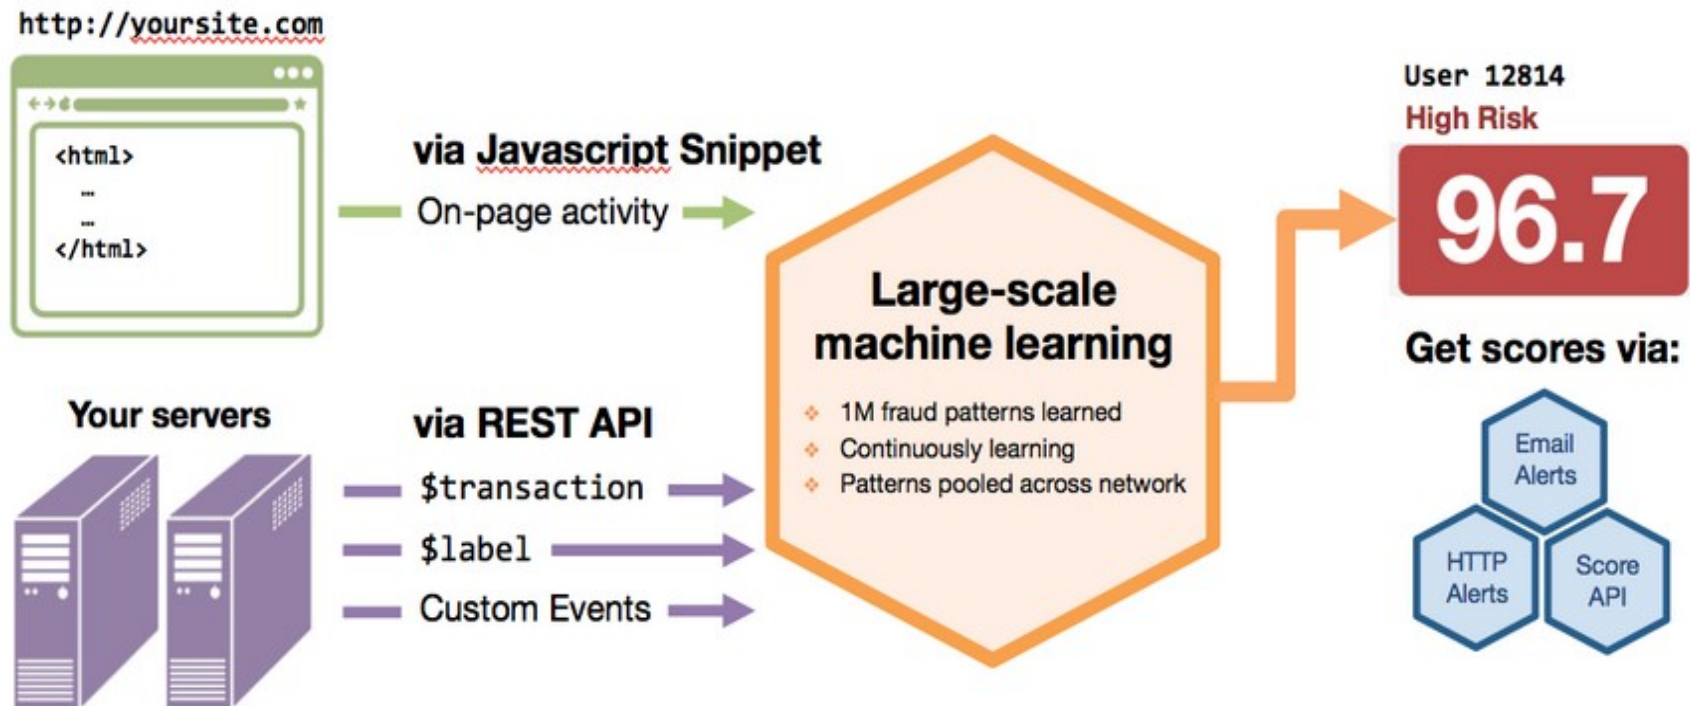 http://yoursite.com
<html>
...
...
</html>
via Javascript Snippet
On-page activity
Your servers
via REST API
$transaction
$label
Custom Events
Large-scale
machine learning
1M fraud patterns learned
Continuously learning
Patterns pooled across network
User 12814
High Risk
96.7
Get scores via:
Email
Alerts
HTTP
Alerts
Score
API